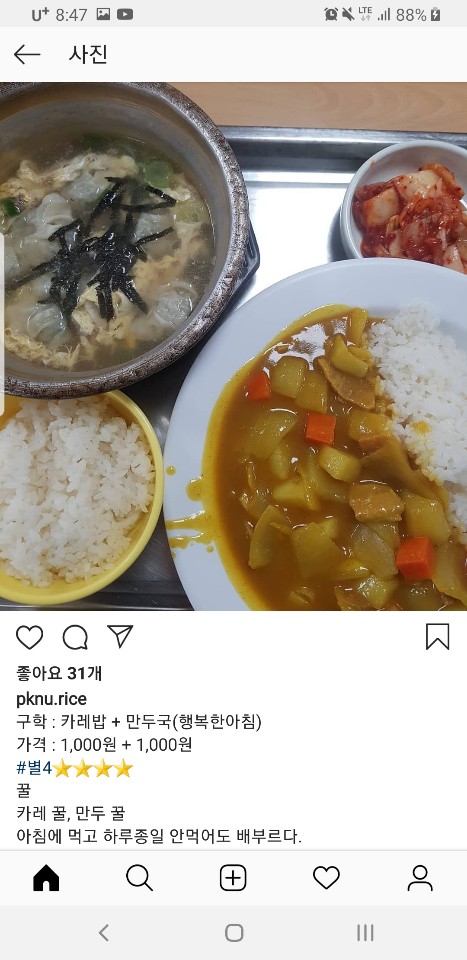 U+ 8:47 LTE 88%
사진
좋아요 31개
pknu.rice
구학 : 카레밥 + 만두국(행복한아침)
가격 : 1,000원 + 1,000원
#별4⭐⭐⭐⭐
꿀
카레 꿀, 만두 꿀
아침에 먹고 하루종일 안먹어도 배부르다.